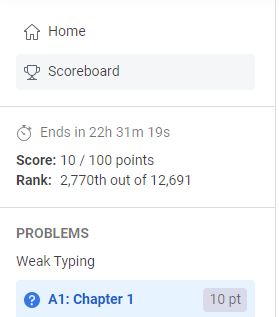 Home
Scoreboard
Ends in 22h 31m 19s
Score: 10 / 100 points
Rank: 2,770th out of 12,691
PROBLEMS
Weak Typing
? A1: Chapter 1 10 pt